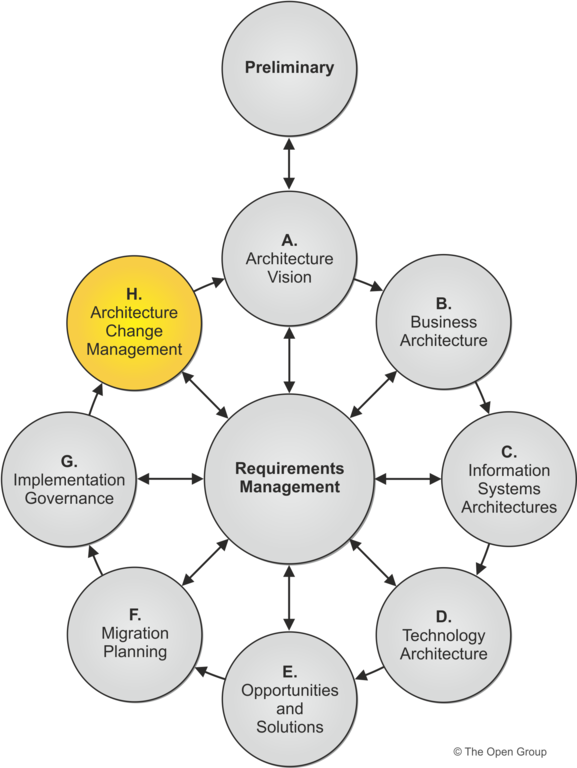 Preliminary
A.
Architecture
Vision
B.
Business
Architecture
C.
Information
Systems
Architectures
D.
Technology
Architecture
E.
Opportunities
and
Solutions
F.
Migration
Planning
G.
Implementation
Governance
H.
Architecture
Change
Management
Requirements
Management
© The Open Group